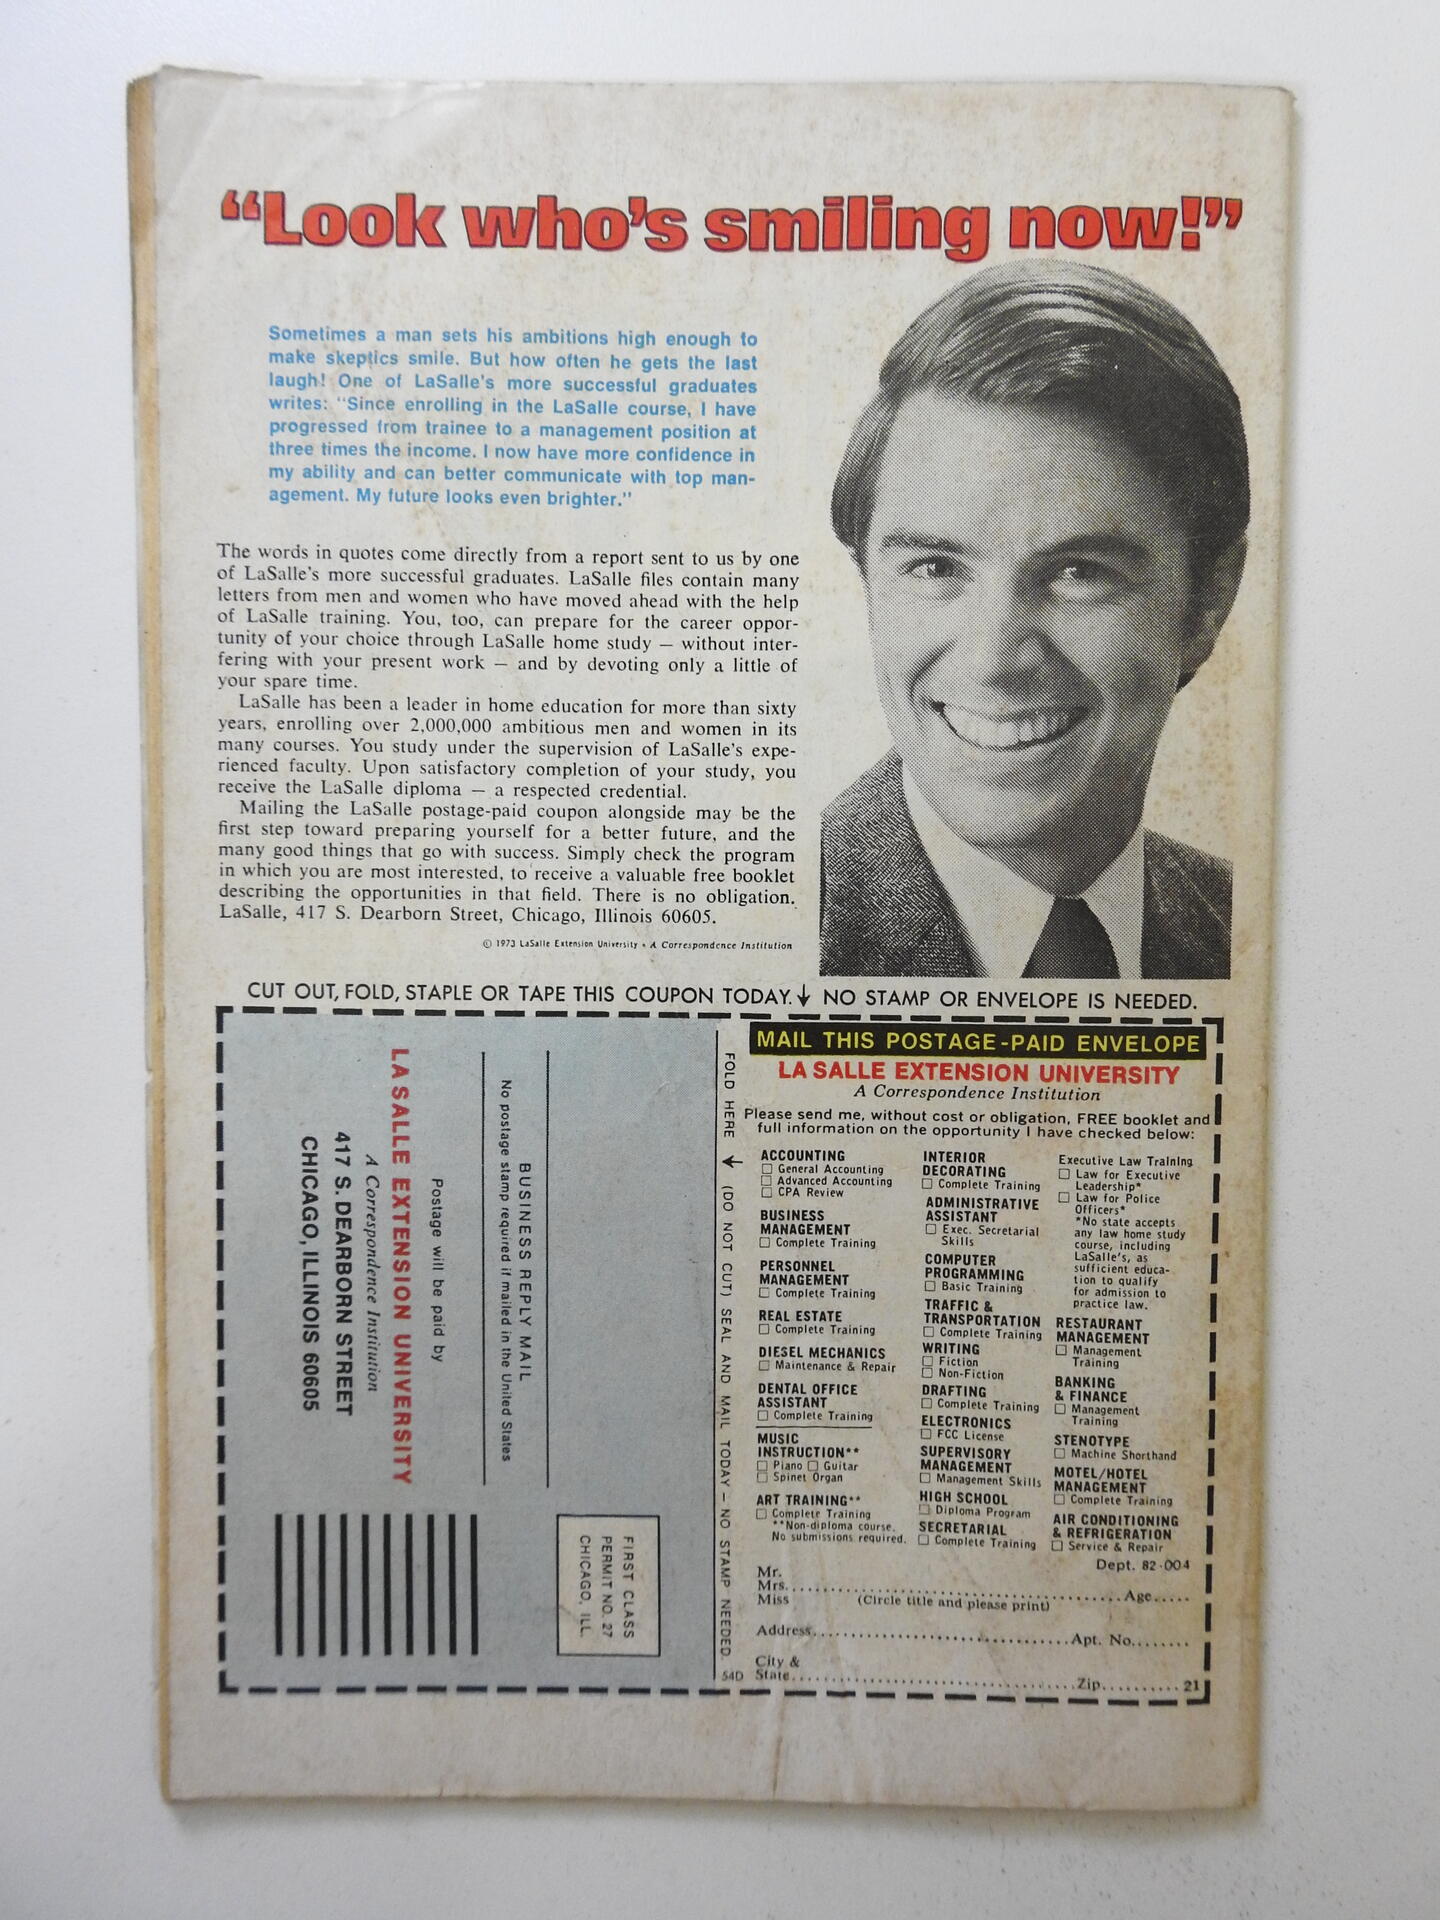 “Look who's smiling now!”
Sometimes a man sets his ambitions high enough to
make skeptics smile. But how often he gets the last
laugh! One of LaSalle's more successful graduates
writes: “Since enrolling in the LaSalle course, I have
progressed from trainee to a management position at
three times the income. I now have more confidence in
my ability and can better communicate with top man-
agement. My future looks even brighter.”
The words in quotes come directly from a report sent to us by one
of LaSalle's more successful graduates. LaSalle files contain many
letters from men and women who have moved ahead with the help
of LaSalle training. You, too, can prepare for the career oppor-
tunity of your choice through LaSalle home study — without inter-
fering with your present work — and by devoting only a little of
your spare time.
LaSalle has been a leader in home education for more than sixty
years, enrolling over 2,000,000 ambitious men and women in its
many courses. You study under the supervision of LaSalle's expe-
rienced faculty. Upon satisfactory completion of your study, you
receive the LaSalle diploma — a respected credential.
Mailing the LaSalle postage-paid coupon alongside may be the
first step toward preparing yourself for a better future, and the
many good things that go with success. Simply check the program
in which you are most interested, to receive a valuable free booklet
describing the opportunities in that field. There is no obligation.
LaSalle, 417 S. Dearborn Street, Chicago, Illinois 60605.
© 1973 LaSalle Extension University • A Correspondence Institution
CUT OUT, FOLD, STAPLE OR TAPE THIS COUPON TODAY. NO STAMP OR ENVELOPE IS NEEDED.
FIRST CLASS
PERMIT NO. 27
CHICAGO, ILL.
BUSINESS REPLY MAIL
No postage stamp required if mailed in the United States
Postage will be paid by
LA SALLE EXTENSION UNIVERSITY
A Correspondence Institution
417 S. DEARBORN STREET
CHICAGO, ILLINOIS 60605
FOLD HERE (DO NOT CUT) SEAL AND MAIL TODAY — NO STAMP NEEDED.
54D
MAIL THIS POSTAGE-PAID ENVELOPE
LA SALLE EXTENSION UNIVERSITY
A Correspondence Institution
Please send me, without cost or obligation, FREE booklet and
full information on the opportunity I have checked below:
ACCOUNTING
☐ General Accounting
☐ Advanced Accounting
☐ CPA Review
BUSINESS
MANAGEMENT
☐ Complete Training
PERSONNEL
MANAGEMENT
☐ Complete Training
REAL ESTATE
☐ Complete Training
DIESEL MECHANICS
☐ Maintenance & Repair
DENTAL OFFICE
ASSISTANT
☐ Complete Training
MUSIC
INSTRUCTION**
☐ Piano ☐ Guitar
☐ Spinet Organ
ART TRAINING**
☐ Complete Training
**Non-diploma course.
No submissions required.
INTERIOR
DECORATING
☐ Complete Training
ADMINISTRATIVE
ASSISTANT
☐ Exec. Secretarial
Skills
COMPUTER
PROGRAMMING
☐ Basic Training
TRAFFIC &
TRANSPORTATION
☐ Complete Training
WRITING
☐ Fiction
☐ Non-Fiction
DRAFTING
☐ Complete Training
ELECTRONICS
☐ FCC License
SUPERVISORY
MANAGEMENT
☐ Management Skills
HIGH SCHOOL
☐ Diploma Program
SECRETARIAL
☐ Complete Training
Executive Law Training
☐ Law for Executive
Leadership*
☐ Law for Police
Officers*
*No state accepts
any law home study
course, including
LaSalle's, as
sufficient educa-
tion to qualify
for admission to
practice law.
RESTAURANT
MANAGEMENT
☐ Management
Training
BANKING
& FINANCE
☐ Management
Training
STENOTYPE
☐ Machine Shorthand
MOTEL/HOTEL
MANAGEMENT
☐ Complete Training
AIR CONDITIONING
& REFRIGERATION
☐ Service & Repair
Dept. 82-004
Mr.
Mrs. Age
Miss (Circle title and please print)
Address Apt. No.
City &
State Zip 21